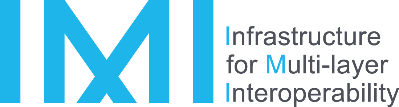 IMI
Infrastructure
for Multi-layer
Interoperability